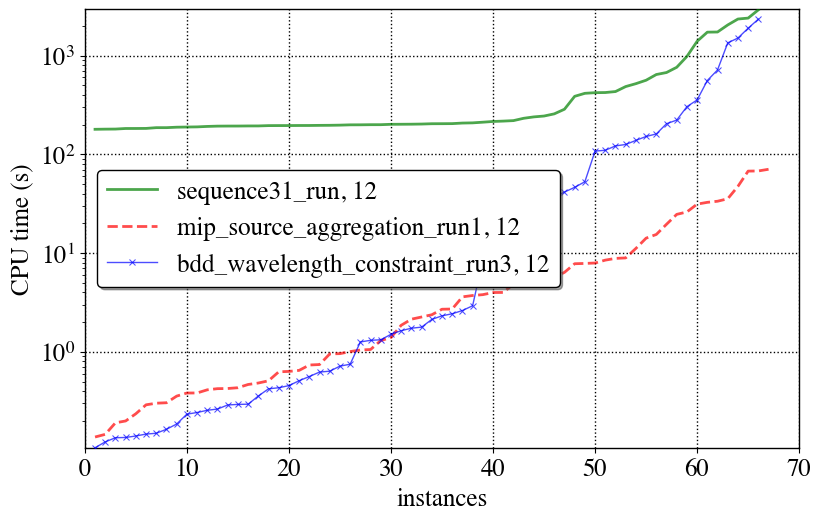 10³
10²
10¹
10⁰
CPU time (s)
sequence31_run, 12
mip_source_aggregation_run1, 12
bdd_wavelength_constraint_run3, 12
0 10 20 30 40 50 60 70
instances